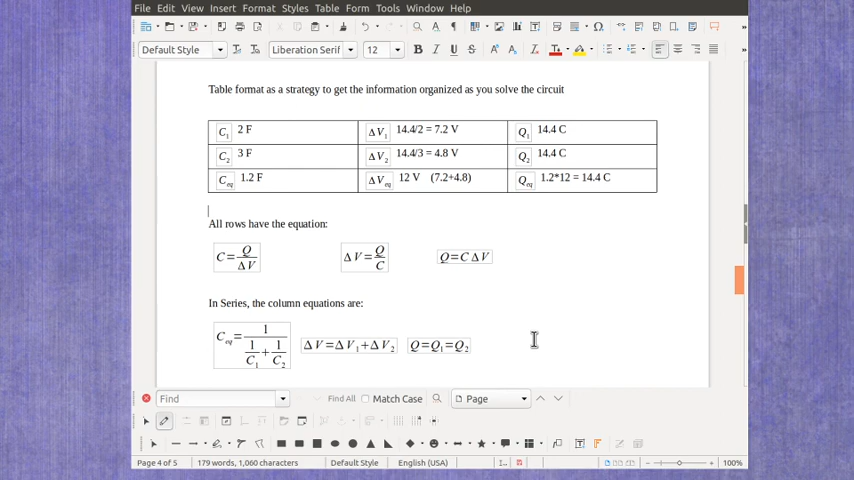 File Edit View Insert Format Styles Table Form Tools Window Help
Default Style Liberation Serif 12
Table format as a strategy to get the information organized as you solve the circuit
C1 2 F ΔV1 14.4/2 = 7.2 V Q1 14.4 C
C2 3 F ΔV2 14.4/3 = 4.8 V Q2 14.4 C
Ceq 1.2 F ΔVeq 12 V (7.2+4.8) Qeq 1.2*12 = 14.4 C
All rows have the equation:
C = Q/ΔV ΔV = Q/C Q = C ΔV
In Series, the column equations are:
Ceq = 1/(1/C1 + 1/C2) ΔV = ΔV1 + ΔV2 Q = Q1 = Q2
Find Find All Match Case Page
Page 4 of 5 179 words, 1,060 characters Default Style English (USA) 100%